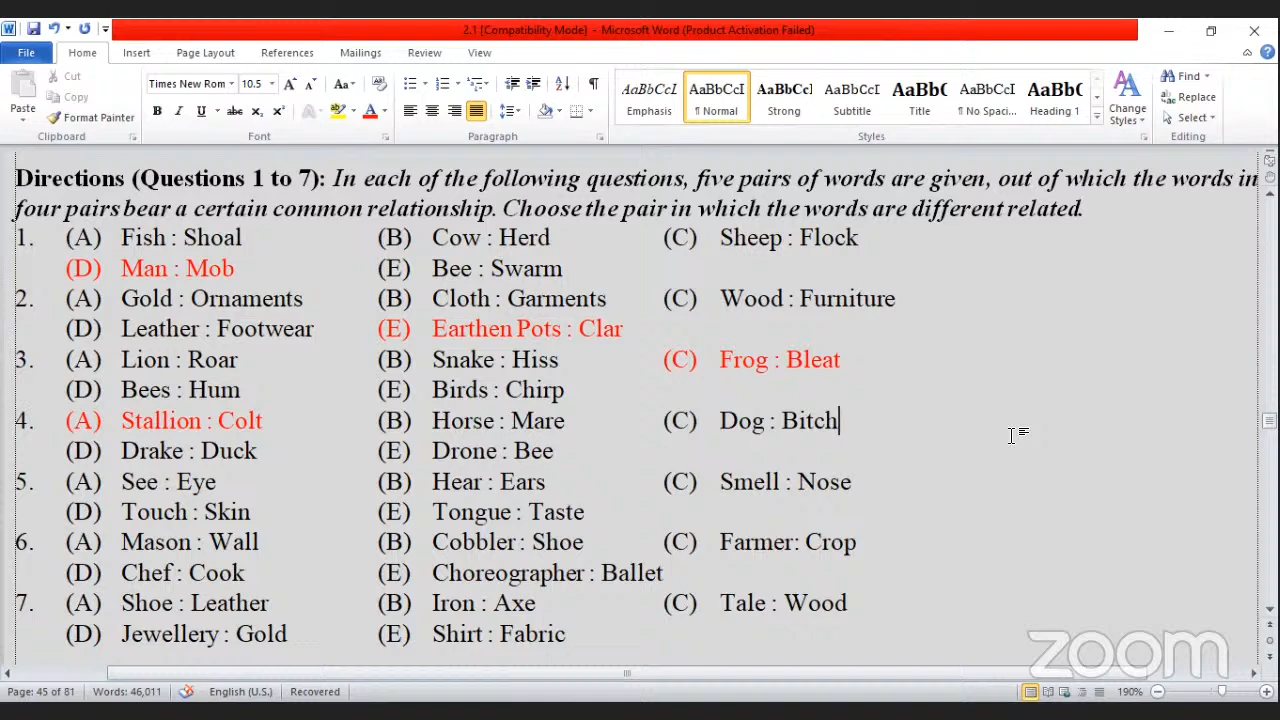 2.1 [Compatibility Mode] - Microsoft Word (Product Activation Failed)
File Home Insert Page Layout References Mailings Review View
Paste Cut Copy Format Painter
Times New Rom 10.5
AaBbCcI AaBbCcI AaBbCcI AaBbCcI AaBbC AaBbCcI AaBbC
Emphasis ¶ Normal Strong Subtitle Title ¶ No Spaci... Heading 1
Change Styles
Find Replace Select
Clipboard Font Paragraph Styles Editing
Directions (Questions 1 to 7): In each of the following questions, five pairs of words are given, out of which the words in
four pairs bear a certain common relationship. Choose the pair in which the words are different related.
1. (A) Fish : Shoal (B) Cow : Herd (C) Sheep : Flock
(D) Man : Mob (E) Bee : Swarm
2. (A) Gold : Ornaments (B) Cloth : Garments (C) Wood : Furniture
(D) Leather : Footwear (E) Earthen Pots : Clar
3. (A) Lion : Roar (B) Snake : Hiss (C) Frog : Bleat
(D) Bees : Hum (E) Birds : Chirp
4. (A) Stallion : Colt (B) Horse : Mare (C) Dog : Bitch
(D) Drake : Duck (E) Drone : Bee
5. (A) See : Eye (B) Hear : Ears (C) Smell : Nose
(D) Touch : Skin (E) Tongue : Taste
6. (A) Mason : Wall (B) Cobbler : Shoe (C) Farmer: Crop
(D) Chef : Cook (E) Choreographer : Ballet
7. (A) Shoe : Leather (B) Iron : Axe (C) Tale : Wood
(D) Jewellery : Gold (E) Shirt : Fabric
zoom
Page: 45 of 81 Words: 46,011 English (U.S.) Recovered 190%